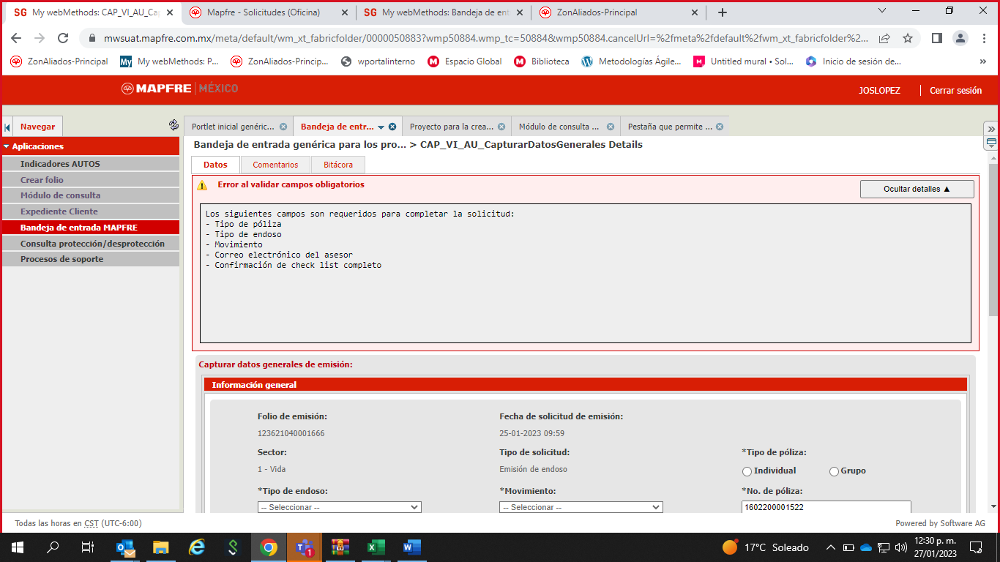 SG My webMethods: CAP_VI_AU_Ca
Mapfre - Solicitudes (Oficina)
SG My webMethods: Bandeja de ent
ZonAliados-Principal
mwsuat.mapfre.com.mx/meta/default/wm_xt_fabricfolder/0000050883?wmp50884.wmp_tc=50884&wmp50884.cancelUrl=%2fmeta%2fdefault%2fwm_xt_fabricfolder%2...
ZonAliados-Principal
My My webMethods: P...
ZonAliados-Princip...
wportalinterno
Espacio Global
Biblioteca
Metodologías Ágile...
Untitled mural • Sol...
Inicio de sesión de...
MAPFRE | MÉXICO
JOSLOPEZ
Cerrar sesión
Navegar
Portlet inicial genéric...
Bandeja de entr...
Proyecto para la crea...
Módulo de consulta ...
Pestaña que permite ...
Aplicaciones
Indicadores AUTOS
Crear folio
Módulo de consulta
Expediente Cliente
Bandeja de entrada MAPFRE
Consulta protección/desprotección
Procesos de soporte
Bandeja de entrada genérica para los pro... > CAP_VI_AU_CapturarDatosGenerales Details
Datos
Comentarios
Bitácora
Error al validar campos obligatorios
Ocultar detalles ▲
Los siguientes campos son requeridos para completar la solicitud:
- Tipo de póliza
- Tipo de endoso
- Movimiento
- Correo electrónico del asesor
- Confirmación de check list completo
Capturar datos generales de emisión:
Información general
Folio de emisión:
Fecha de solicitud de emisión:
123621040001666
25-01-2023 09:59
Sector:
Tipo de solicitud:
*Tipo de póliza:
1 - Vida
Emisión de endoso
Individual
Grupo
*Tipo de endoso:
*Movimiento:
*No. de póliza:
-- Seleccionar --
-- Seleccionar --
1602200001522
Todas las horas en CST (UTC-6:00)
Powered by Software AG
1
17°C Soleado
12:30 p. m.
27/01/2023